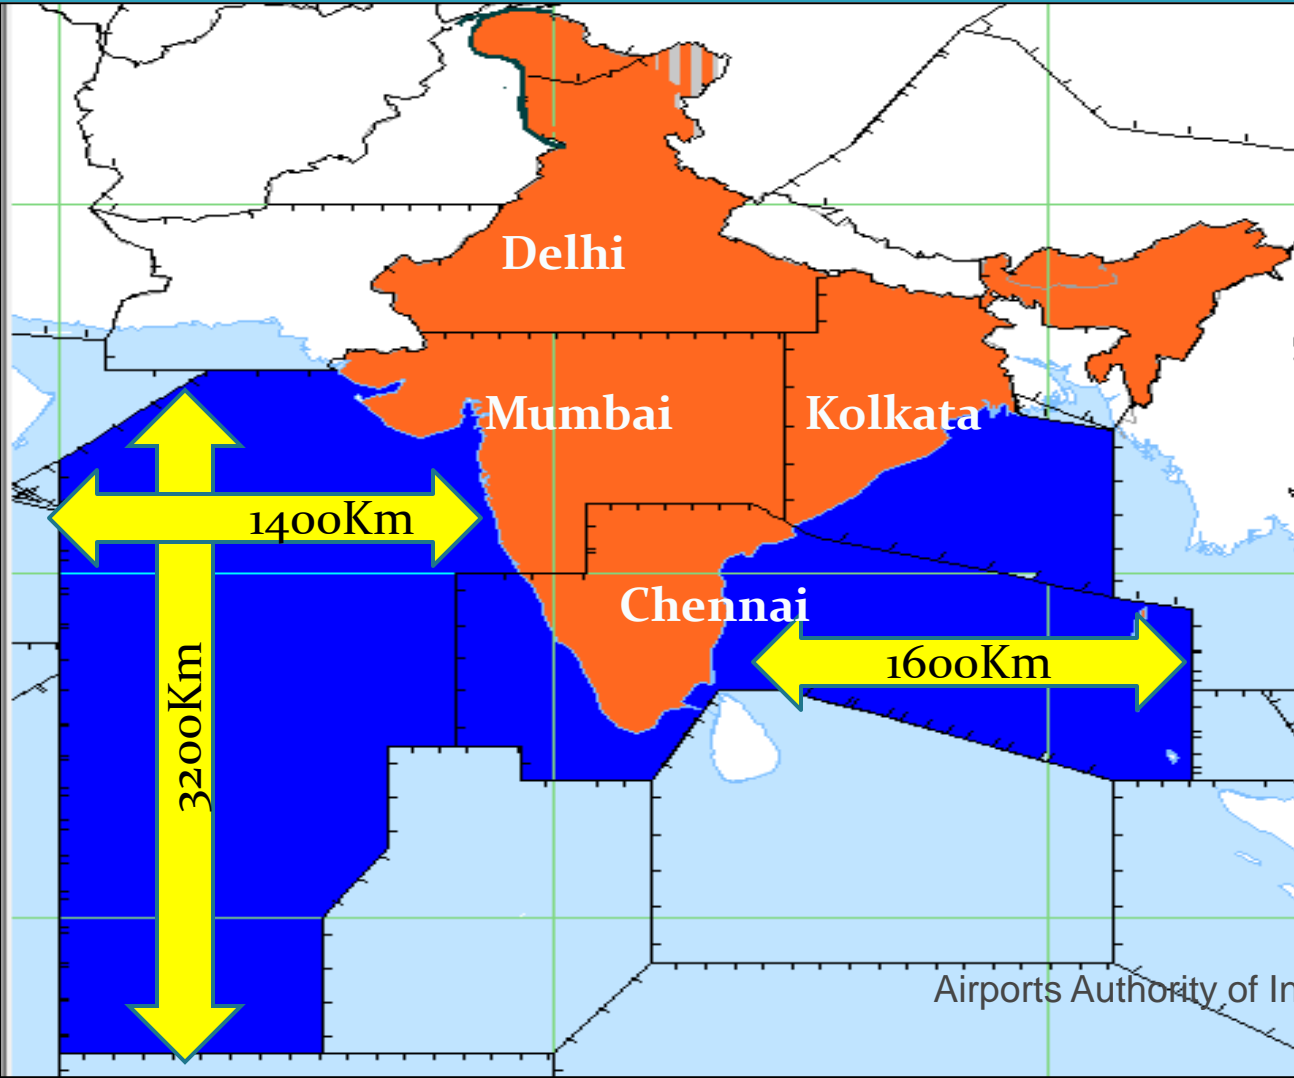 Delhi
Mumbai
Kolkata
1400Km
Chennai
1600Km
3200Km
Airports Authority of In